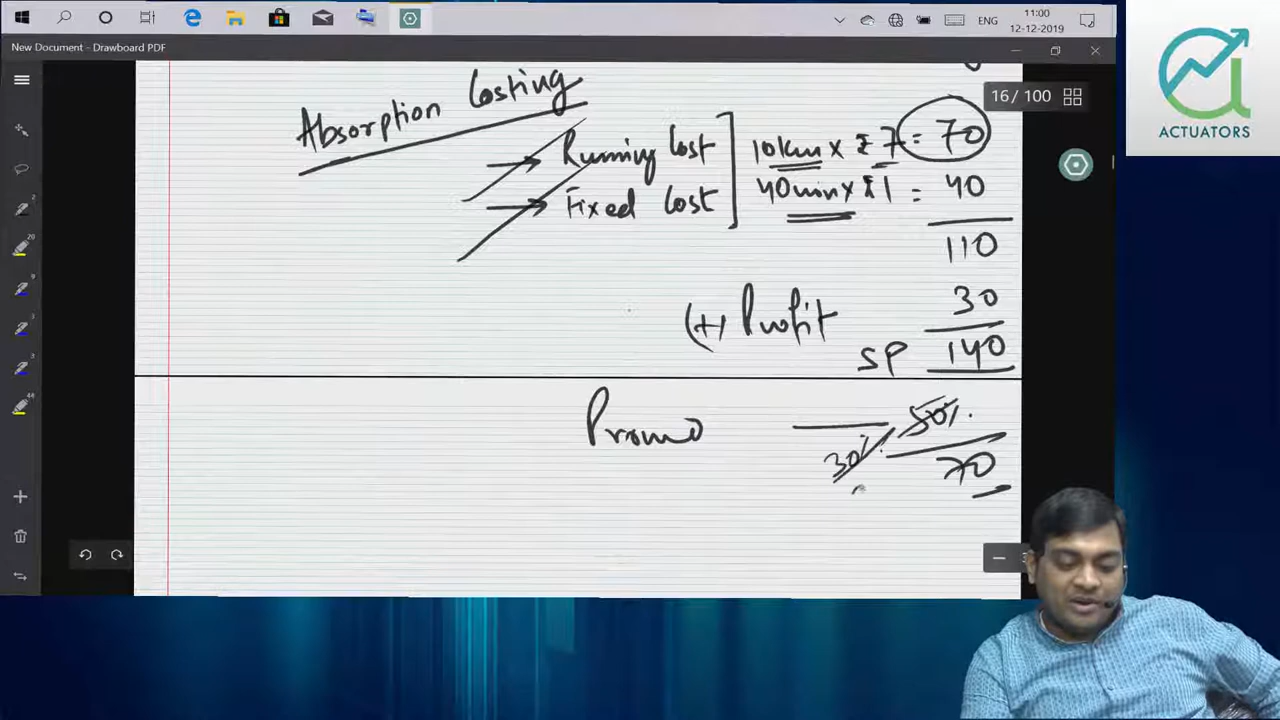 ENG
11:00
12-12-2019
New Document - Drawboard PDF
16 / 100
ACTUATORS
Absorption Costing
Running Cost 10km x ₹ 7 = 70
Fixed Cost 40min x ₹1 = 40
110
(+) Profit 30
SP 140
Promo 50%.
30%. 70